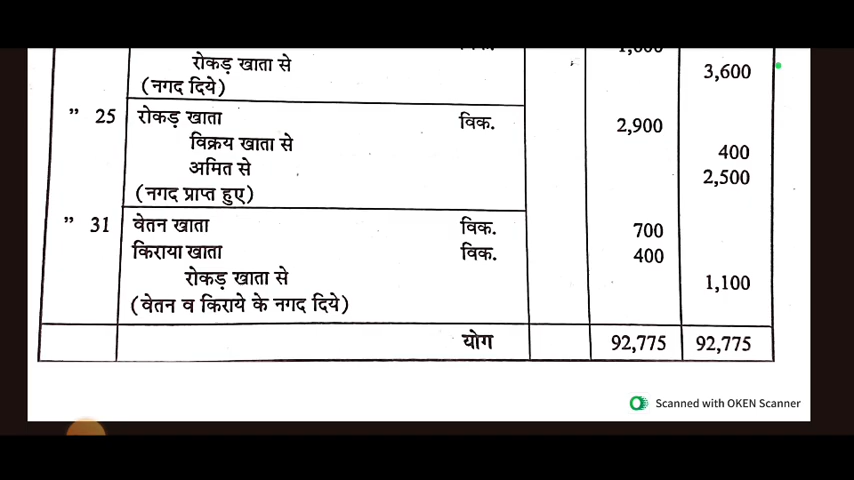 रोकड़ खाता से 3,600
(नगद दिये)
” 25 रोकड़ खाता विक. 2,900
विक्रय खाता से 400
अमित से 2,500
(नगद प्राप्त हुए)
” 31 वेतन खाता विक. 700
किराया खाता विक. 400
रोकड़ खाता से 1,100
(वेतन व किराये के नगद दिये)
योग 92,775 92,775
Scanned with OKEN Scanner